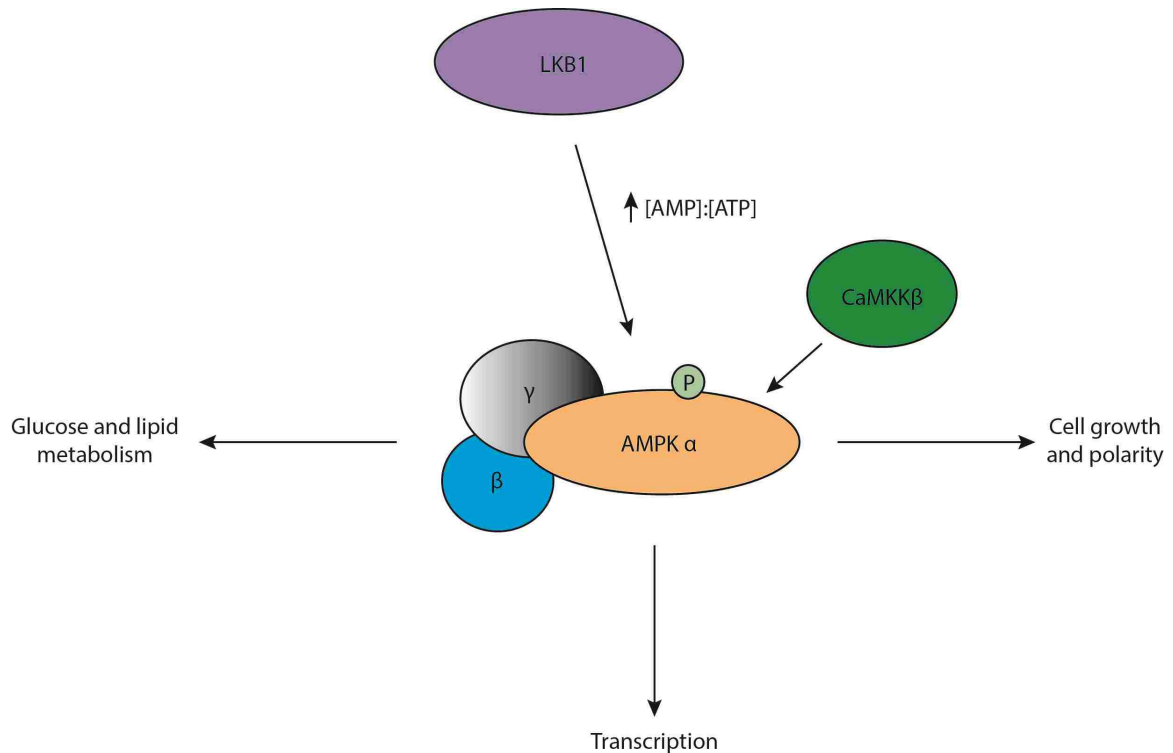 LKB1
[AMP]:[ATP]
CaMKKβ
P
γ
AMPK α
β
Glucose and lipid
metabolism
Cell growth
and polarity
Transcription